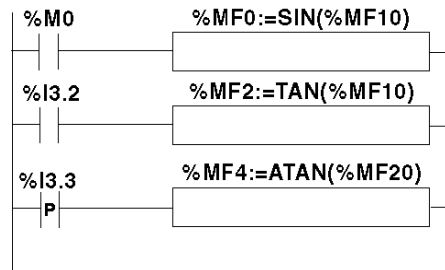 %M0 %MF0:=SIN(%MF10)
%I3.2 %MF2:=TAN(%MF10)
%I3.3 %MF4:=ATAN(%MF20)
P